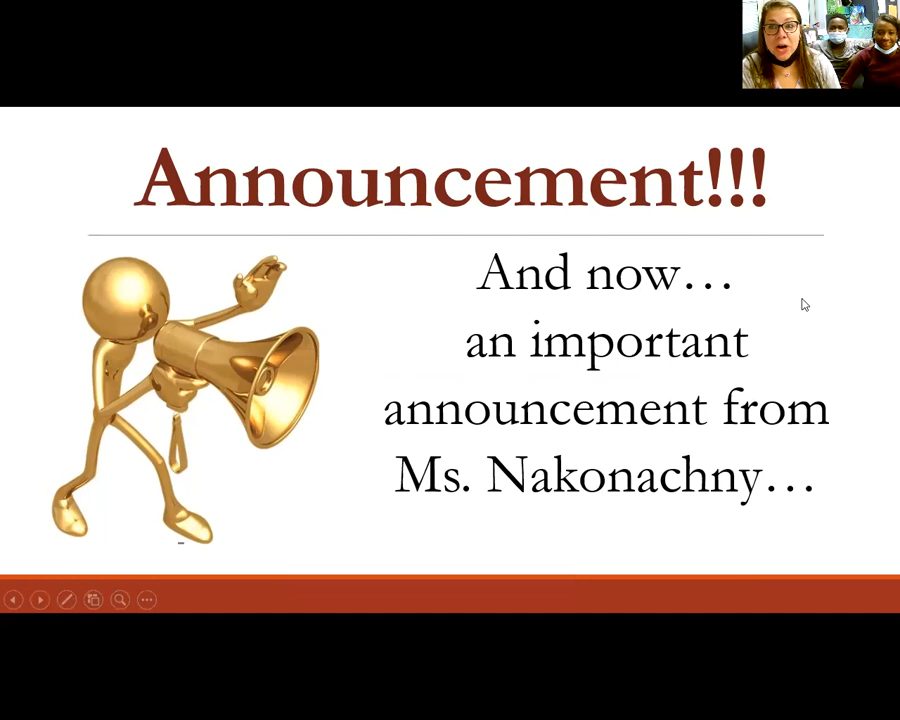 Announcement!!!
And now…
an important
announcement from
Ms. Nakonachny…